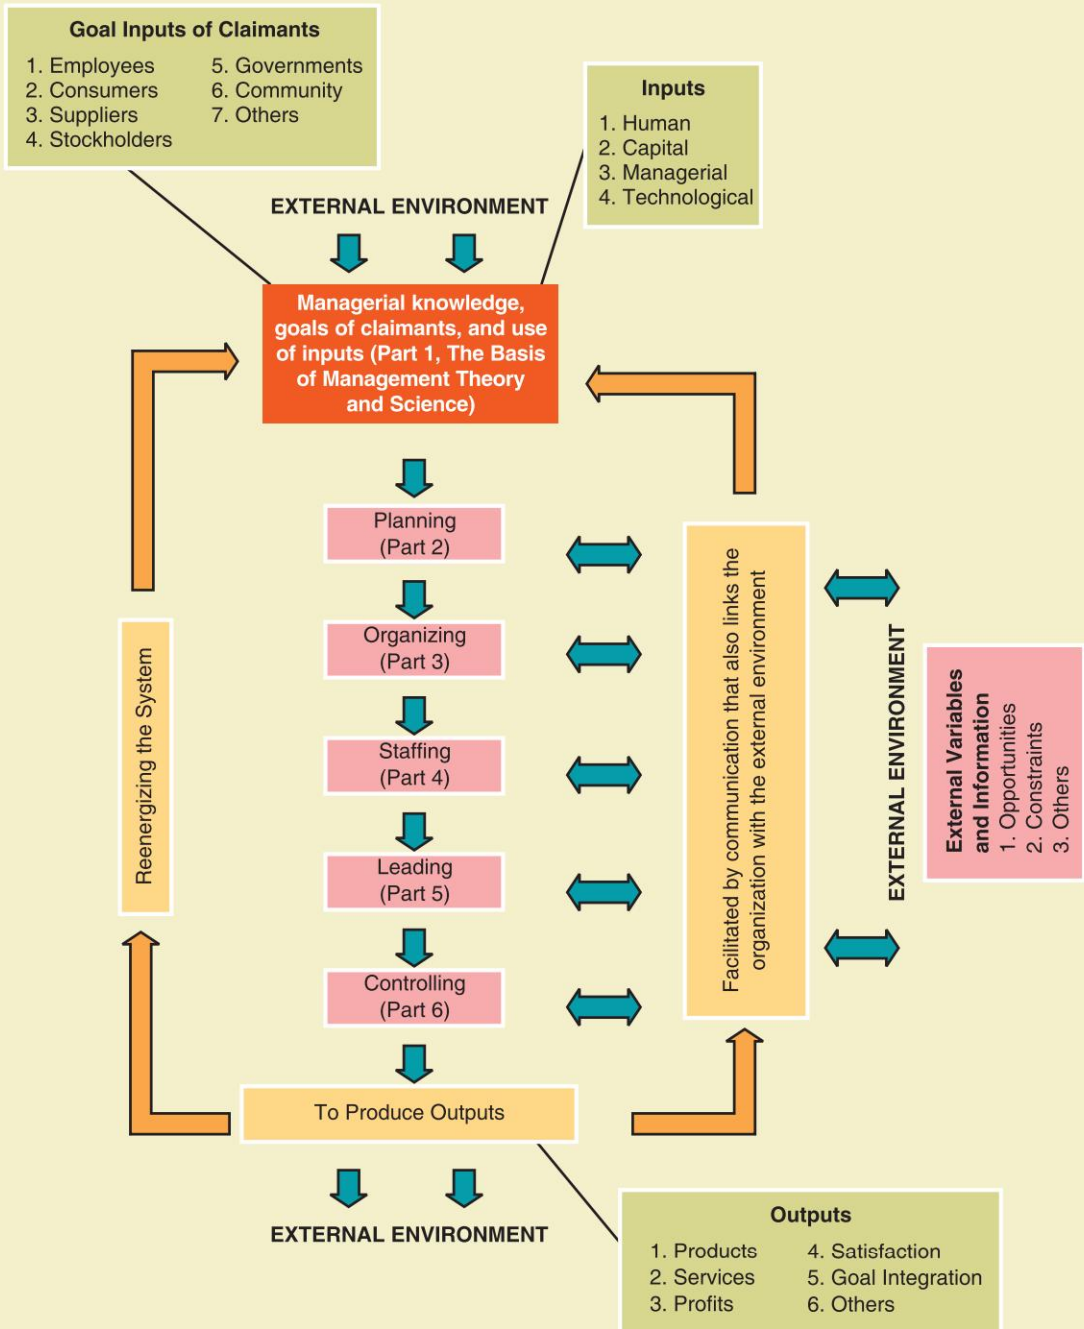 Goal Inputs of Claimants
1. Employees
2. Consumers
3. Suppliers
4. Stockholders
5. Governments
6. Community
7. Others
Inputs
1. Human
2. Capital
3. Managerial
4. Technological
EXTERNAL ENVIRONMENT
Managerial knowledge,
goals of claimants, and use
of inputs (Part 1, The Basis
of Management Theory
and Science)
Planning
(Part 2)
Organizing
(Part 3)
Staffing
(Part 4)
Leading
(Part 5)
Controlling
(Part 6)
Reenergizing the System
Facilitated by communication that also links the
organization with the external environment
EXTERNAL ENVIRONMENT
External Variables
and Information
1. Opportunities
2. Constraints
3. Others
To Produce Outputs
EXTERNAL ENVIRONMENT
Outputs
1. Products
2. Services
3. Profits
4. Satisfaction
5. Goal Integration
6. Others